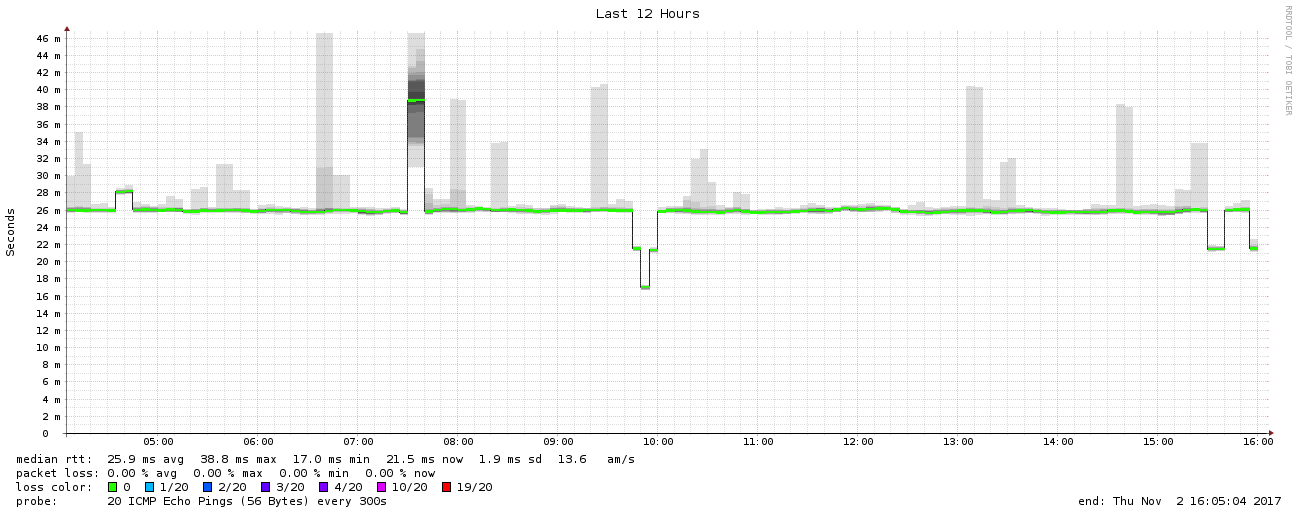 Last 12 Hours
RRDTOOL / TOBI OETIKER
Seconds
46 m
44 m
42 m
40 m
38 m
36 m
34 m
32 m
30 m
28 m
26 m
24 m
22 m
20 m
18 m
16 m
14 m
12 m
10 m
8 m
6 m
4 m
2 m
0
05:00 06:00 07:00 08:00 09:00 10:00 11:00 12:00 13:00 14:00 15:00 16:00
median rtt: 25.9 ms avg 38.8 ms max 17.0 ms min 21.5 ms now 1.9 ms sd 13.6 am/s
packet loss: 0.00 % avg 0.00 % max 0.00 % min 0.00 % now
loss color: 0 1/20 2/20 3/20 4/20 10/20 19/20
probe: 20 ICMP Echo Pings (56 Bytes) every 300s end: Thu Nov 2 16:05:04 2017